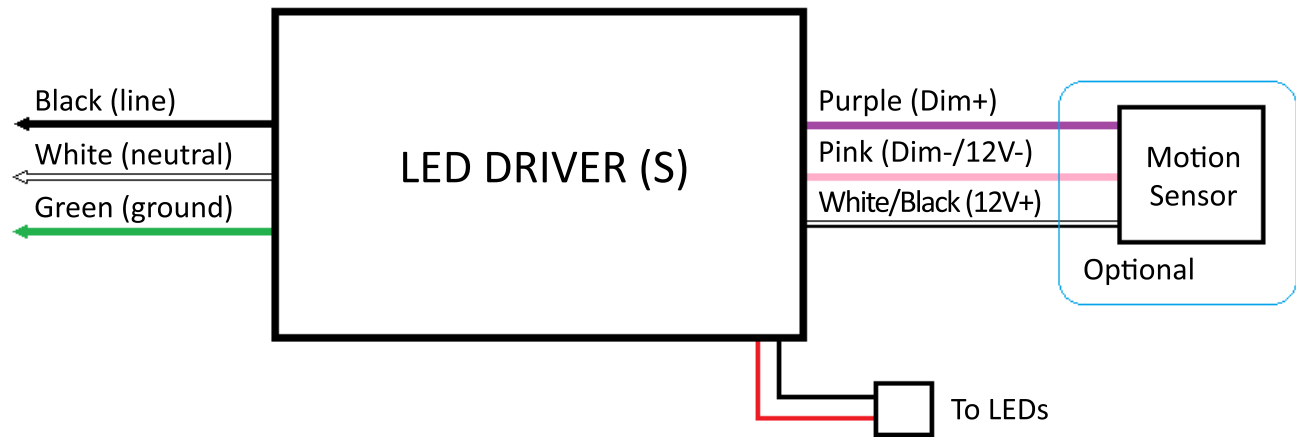 Black (line)
White (neutral)
Green (ground)
LED DRIVER (S)
Purple (Dim+)
Pink (Dim-/12V-)
White/Black (12V+)
Motion
Sensor
Optional
To LEDs